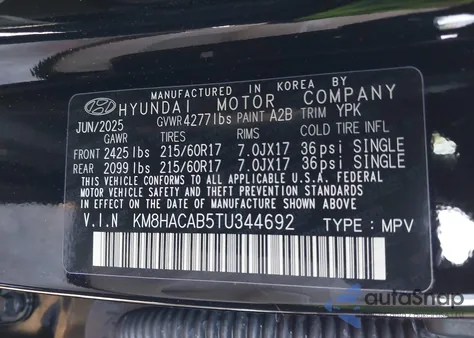 MANUFACTURED IN KOREA BY
HYUNDAI MOTOR COMPANY
JUN/2025 GVWR 4277lbs PAINT A2B TRIM YPK
GAWR TIRES RIMS COLD TIRE INFL
FRONT 2425lbs 215/60R17 7.0JX17 36psi SINGLE
REAR 2099lbs 215/60R17 7.0JX17 36psi SINGLE
THIS VEHICLE CONFORMS TO ALL APPLICABLE U.S.A. FEDERAL
MOTOR VEHICLE SAFETY, BUMPER, AND THEFT PREVENTION STANDARDS
IN EFFECT ON THE DATE OF MANUFACTURE SHOWN ABOVE.
V.I.N KM8HACAB5TU344692 TYPE : MPV
autoSnap